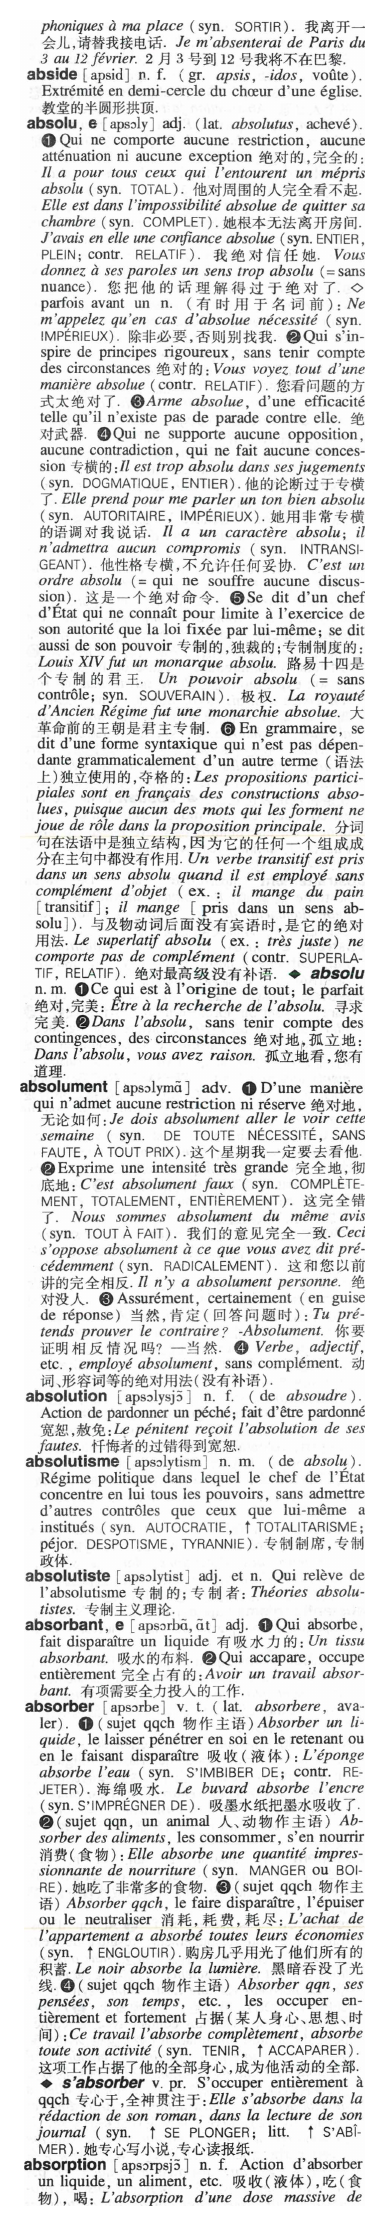 phoniques à ma place (syn. SORTIR). 我离开一
会儿,请替我接电话. Je m'absenterai de Paris du
3 au 12 février. 2 月 3 号到 12 号我将不在巴黎.
abside [apsid] n. f. (gr. apsis, -idos, voûte).
Extrémité en demi-cercle du chœur d'une église.
教堂的半圆形拱顶.
absolu, e [apsɔly] adj. (lat. absolutus, achevé).
❶ Qui ne comporte aucune restriction, aucune
atténuation ni aucune exception 绝对的,完全的:
Il a pour tous ceux qui l'entourent un mépris
absolu (syn. TOTAL). 他对周围的人完全看不起.
Elle est dans l'impossibilité absolue de quitter sa
chambre (syn. COMPLET). 她根本无法离开房间.
J'avais en elle une confiance absolue (syn. ENTIER,
PLEIN; contr. RELATIF). 我绝对信任她. Vous
donnez à ses paroles un sens trop absolu (= sans
nuance). 您把他的话理解得过于绝对了. ◇
parfois avant un n. (有时用于名词前): Ne
m'appelez qu'en cas d'absolue nécessité (syn.
IMPÉRIEUX). 除非必要,否则别找我. ❷Qui s'in-
spire de principes rigoureux, sans tenir compte
des circonstances 绝对的: Vous voyez tout d'une
manière absolue (contr. RELATIF). 您看问题的方
式太绝对了. ❸Arme absolue, d'une efficacité
telle qu'il n'existe pas de parade contre elle. 绝
对武器. ❹Qui ne supporte aucune opposition,
aucune contradiction, qui ne fait aucune conces-
sion 专横的: Il est trop absolu dans ses jugements
(syn. DOGMATIQUE, ENTIER). 他的论断过于专横
了. Elle prend pour me parler un ton bien absolu
(syn. AUTORITAIRE, IMPÉRIEUX). 她用非常专横
的语调对我说话. Il a un caractère absolu; il
n'admettra aucun compromis (syn. INTRANSI-
GEANT). 他性格专横,不允许任何妥协. C'est un
ordre absolu (= qui ne souffre aucune discus-
sion). 这是一个绝对命令. ❺Se dit d'un chef
d'État qui ne connaît pour limite à l'exercice de
son autorité que la loi fixée par lui-même; se dit
aussi de son pouvoir 专制的,独裁的;专制制度的:
Louis XIV fut un monarque absolu. 路易十四是
个专制的君王. Un pouvoir absolu (= sans
contrôle; syn. SOUVERAIN). 极权. La royauté
d'Ancien Régime fut une monarchie absolue. 大
革命前的王朝是君主专制. ❻ En grammaire, se
dit d'une forme syntaxique qui n'est pas dépen-
dante grammaticalement d'un autre terme (语法
上)独立使用的,夺格的: Les propositions partici-
piales sont en français des constructions abso-
lues, puisque aucun des mots qui les forment ne
joue de rôle dans la proposition principale. 分词
句在法语中是独立结构,因为它的任何一个组成成
分在主句中都没有作用. Un verbe transitif est pris
dans un sens absolu quand il est employé sans
complément d'objet (ex.: il mange du pain
[transitif]; il mange [pris dans un sens ab-
solu]). 与及物动词后面没有宾语时,是它的绝对
用法. Le superlatif absolu (ex.: très juste) ne
comporte pas de complément (contr. SUPERLA-
TIF, RELATIF). 绝对最高级没有补语. ◆ absolu
n. m. ❶Ce qui est à l'origine de tout; le parfait
绝对,完美: Être à la recherche de l'absolu. 寻求
完美. ❷Dans l'absolu, sans tenir compte des
contingences, des circonstances 绝对地,孤立地:
Dans l'absolu, vous avez raison. 孤立地看,您有
道理.
absolument [apsɔlymɑ̃] adv. ❶ D'une manière
qui n'admet aucune restriction ni réserve 绝对地,
无论如何: Je dois absolument aller le voir cette
semaine (syn. DE TOUTE NÉCESSITÉ, SANS
FAUTE, À TOUT PRIX). 这个星期我一定要去看他.
❷Exprime une intensité très grande 完全地,彻
底地: C'est absolument faux (syn. COMPLÈTE-
MENT, TOTALEMENT, ENTIÈREMENT). 这完全错
了. Nous sommes absolument du même avis
(syn. TOUT À FAIT). 我们的意见完全一致. Ceci
s'oppose absolument à ce que vous avez dit pré-
cédemment (syn. RADICALEMENT). 这和您以前
讲的完全相反. Il n'y a absolument personne. 绝
对没人. ❸ Assurément, certainement (en guise
de réponse) 当然,肯定(回答问题时): Tu pré-
tends prouver le contraire? -Absolument. 你要
证明相反情况吗? —当然. ❹ Verbe, adjectif,
etc., employé absolument, sans complément. 动
词、形容词等的绝对用法(没有补语).
absolution [apsɔlysjɔ̃] n. f. (de absoudre).
Action de pardonner un péché; fait d'être pardonné
宽恕,赦免: Le pénitent reçoit l'absolution de ses
fautes. 忏悔者的过错得到宽恕.
absolutisme [apsɔlytism] n. m. (de absolu).
Régime politique dans lequel le chef de l'État
concentre en lui tous les pouvoirs, sans admettre
d'autres contrôles que ceux que lui-même a
institués (syn. AUTOCRATIE, ↑ TOTALITARISME;
péjor. DESPOTISME, TYRANNIE). 专制制席,专制
政体.
absolutiste [apsɔlytist] adj. et n. Qui relève de
l'absolutisme 专制的;专制者: Théories absolu-
tistes. 专制主义理论.
absorbant, e [apsɔrbɑ̃, ɑ̃t] adj. ❶Qui absorbe,
fait disparaître un liquide 有吸水力的: Un tissu
absorbant. 吸水的布料. ❷Qui accapare, occupe
entièrement 完全占有的: Avoir un travail absor-
bant. 有项需要全力投入的工作.
absorber [apsɔrbe] v. t. (lat. absorbere, ava-
ler). ❶ (sujet qqch 物作主语) Absorber un li-
quide, le laisser pénétrer en soi en le retenant ou
en le faisant disparaître 吸收(液体): L'éponge
absorbe l'eau (syn. S'IMBIBER DE; contr. RE-
JETER). 海绵吸水. Le buvard absorbe l'encre
(syn. S'IMPRÉGNER DE). 吸墨水纸把墨水吸收了.
❷ (sujet qqn, un animal 人、动物作主语) Ab-
sorber des aliments, les consommer, s'en nourrir
消费(食物): Elle absorbe une quantité impres-
sionnante de nourriture (syn. MANGER ou BOI-
RE). 她吃了非常多的食物. ❸(sujet qqch 物作主
语) Absorber qqch, le faire disparaître, l'épuiser
ou le neutraliser 消耗,耗费,耗尽: L'achat de
l'appartement a absorbé toutes leurs économies
(syn. ↑ ENGLOUTIR). 购房几乎用光了他们所有的
积蓄. Le noir absorbe la lumière. 黑暗吞没了光
线. ❹(sujet qqch 物作主语) Absorber qqn, ses
pensées, son temps, etc., les occuper en-
tièrement et fortement 占据(某人身心、思想、时
间): Ce travail l'absorbe complètement, absorbe
toute son activité (syn. TENIR, ↑ ACCAPARER).
这项工作占据了他的全部身心,成为他活动的全部.
◆ s'absorber v. pr. S'occuper entièrement à
qqch 专心于,全神贯注于: Elle s'absorbe dans la
rédaction de son roman, dans la lecture de son
journal (syn. ↑ SE PLONGER; litt. ↑ S'ABÎ-
MER). 她专心写小说,专心读报纸.
absorption [apsɔrpsjɔ̃] n. f. Action d'absorber
un liquide, un aliment, etc. 吸收(液体),吃(食
物),喝: L'absorption d'une dose massive de